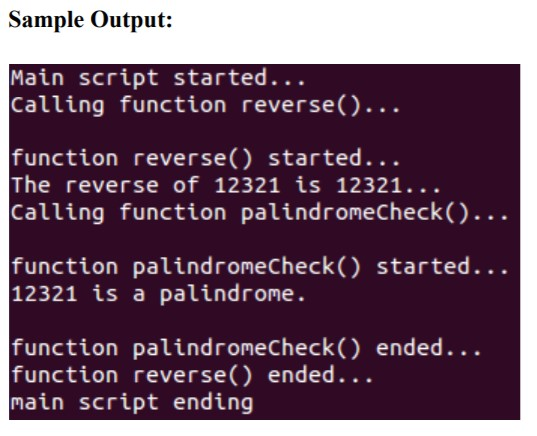 Sample Output:
Main script started...
Calling function reverse()...
function reverse() started...
The reverse of 12321 is 12321...
Calling function palindromeCheck()...
function palindromeCheck() started...
12321 is a palindrome.
function palindromeCheck() ended...
function reverse() ended...
main script ending